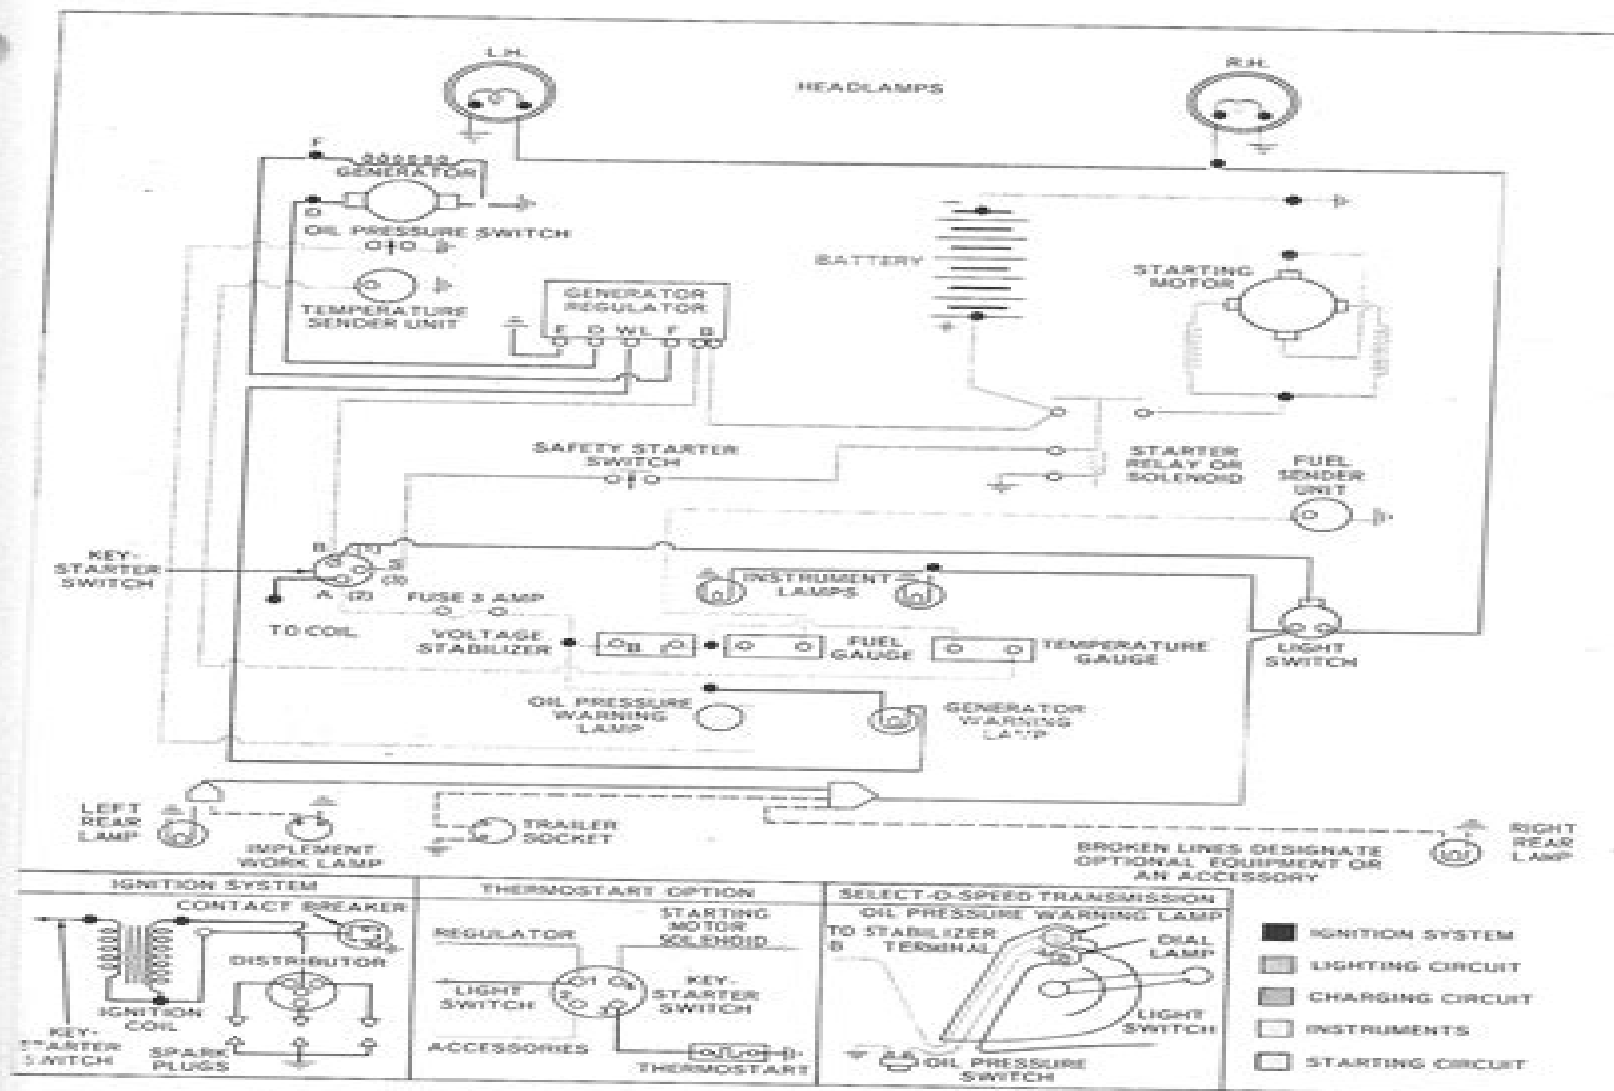 L.H.
R.H.
HEADLAMPS
F
GENERATOR
D
OIL PRESSURE SWITCH
TEMPERATURE
SENDER UNIT
GENERATOR
REGULATOR
E D WL F B
BATTERY
STARTING
MOTOR
SAFETY STARTER
SWITCH
STARTER
RELAY OR
SOLENOID
FUEL
SENDER
UNIT
KEY-
STARTER
SWITCH
B
(1)
(3)
A (2)
TO COIL
FUSE 3 AMP
INSTRUMENT
LAMPS
VOLTAGE
STABILIZER
B
FUEL
GAUGE
TEMPERATURE
GAUGE
LIGHT
SWITCH
OIL PRESSURE
WARNING
LAMP
GENERATOR
WARNING
LAMP
LEFT
REAR
LAMP
IMPLEMENT
WORK LAMP
TRAILER
SOCKET
BROKEN LINES DESIGNATE
OPTIONAL EQUIPMENT OR
AN ACCESSORY
RIGHT
REAR
LAMP
IGNITION SYSTEM
CONTACT BREAKER
DISTRIBUTOR
IGNITION
COIL
KEY-
STARTER
SWITCH
SPARK
PLUGS
THERMOSTART OPTION
REGULATOR
STARTING
MOTOR
SOLENOID
LIGHT
SWITCH
1
2
3
KEY-
STARTER
SWITCH
ACCESSORIES
THERMOSTART
SELECT-O-SPEED TRANSMISSION
OIL PRESSURE WARNING LAMP
TO STABILIZER
B TERMINAL
DIAL
LAMP
LIGHT
SWITCH
OIL PRESSURE
SWITCH
IGNITION SYSTEM
LIGHTING CIRCUIT
CHARGING CIRCUIT
INSTRUMENTS
STARTING CIRCUIT